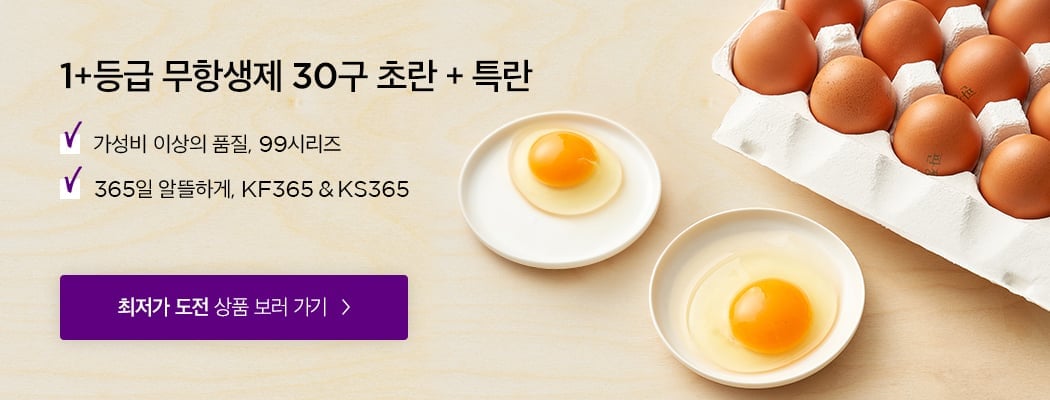 1+등급 무항생제 30구 초란 + 특란
가성비 이상의 품질, 99시리즈
365일 알뜰하게, KF365 & KS365
최저가 도전 상품 보러 가기 >